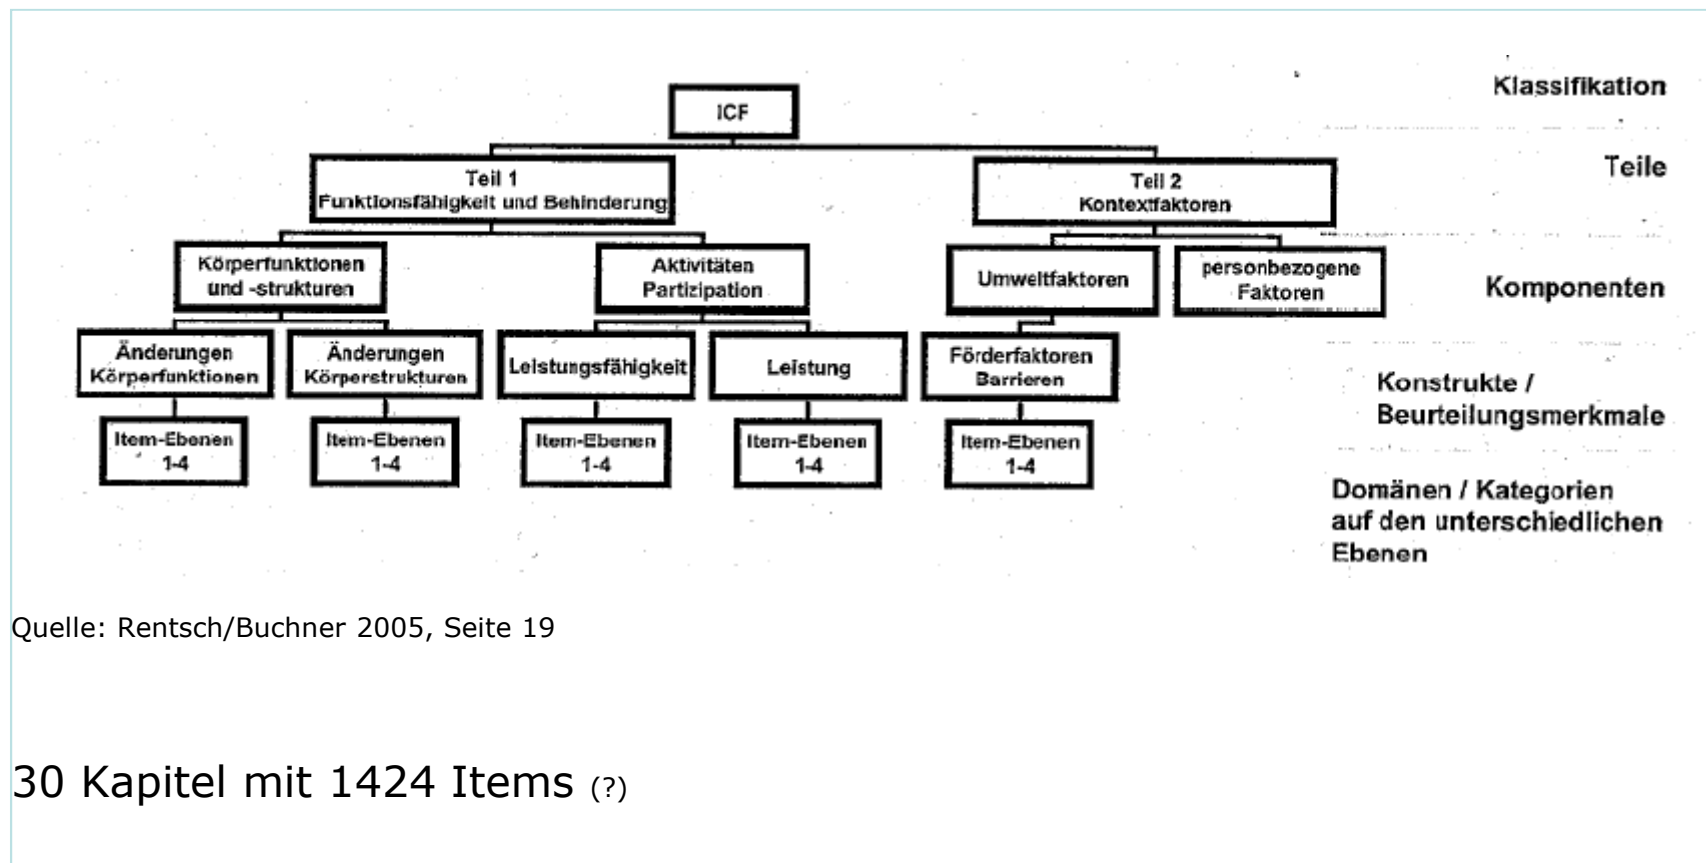 Klassifikation
ICF
Teile
Teil 1
Funktionsfähigkeit und Behinderung
Teil 2
Kontextfaktoren
Körperfunktionen
und -strukturen
Aktivitäten
Partizipation
Umweltfaktoren
personbezogene
Faktoren
Komponenten
Änderungen
Körperfunktionen
Änderungen
Körperstrukturen
Leistungsfähigkeit
Leistung
Förderfaktoren
Barrieren
Konstrukte /
Beurteilungsmerkmale
Item-Ebenen
1-4
Item-Ebenen
1-4
Item-Ebenen
1-4
Item-Ebenen
1-4
Item-Ebenen
1-4
Domänen / Kategorien
auf den unterschiedlichen
Ebenen
Quelle: Rentsch/Buchner 2005, Seite 19
30 Kapitel mit 1424 Items (?)